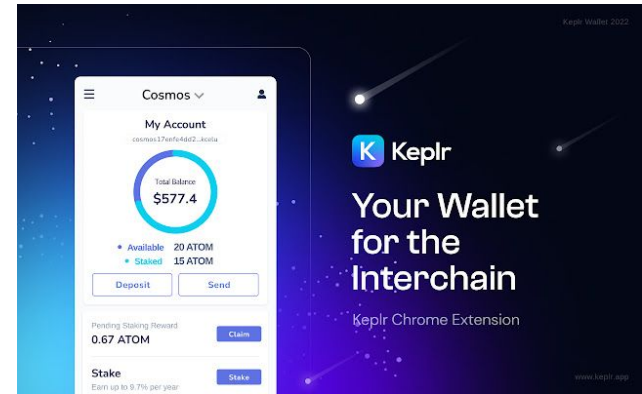 Keplr Wallet 2022
Cosmos
My Account
Total Balance
$577.4
Available 20 ATOM
Staked 15 ATOM
Deposit Send
Pending Staking Reward
0.67 ATOM
Claim
Stake
Earn up to 9.7% per year
Stake
K Keplr
Your Wallet
for the
Interchain
Keplr Chrome Extension
www.keplr.app